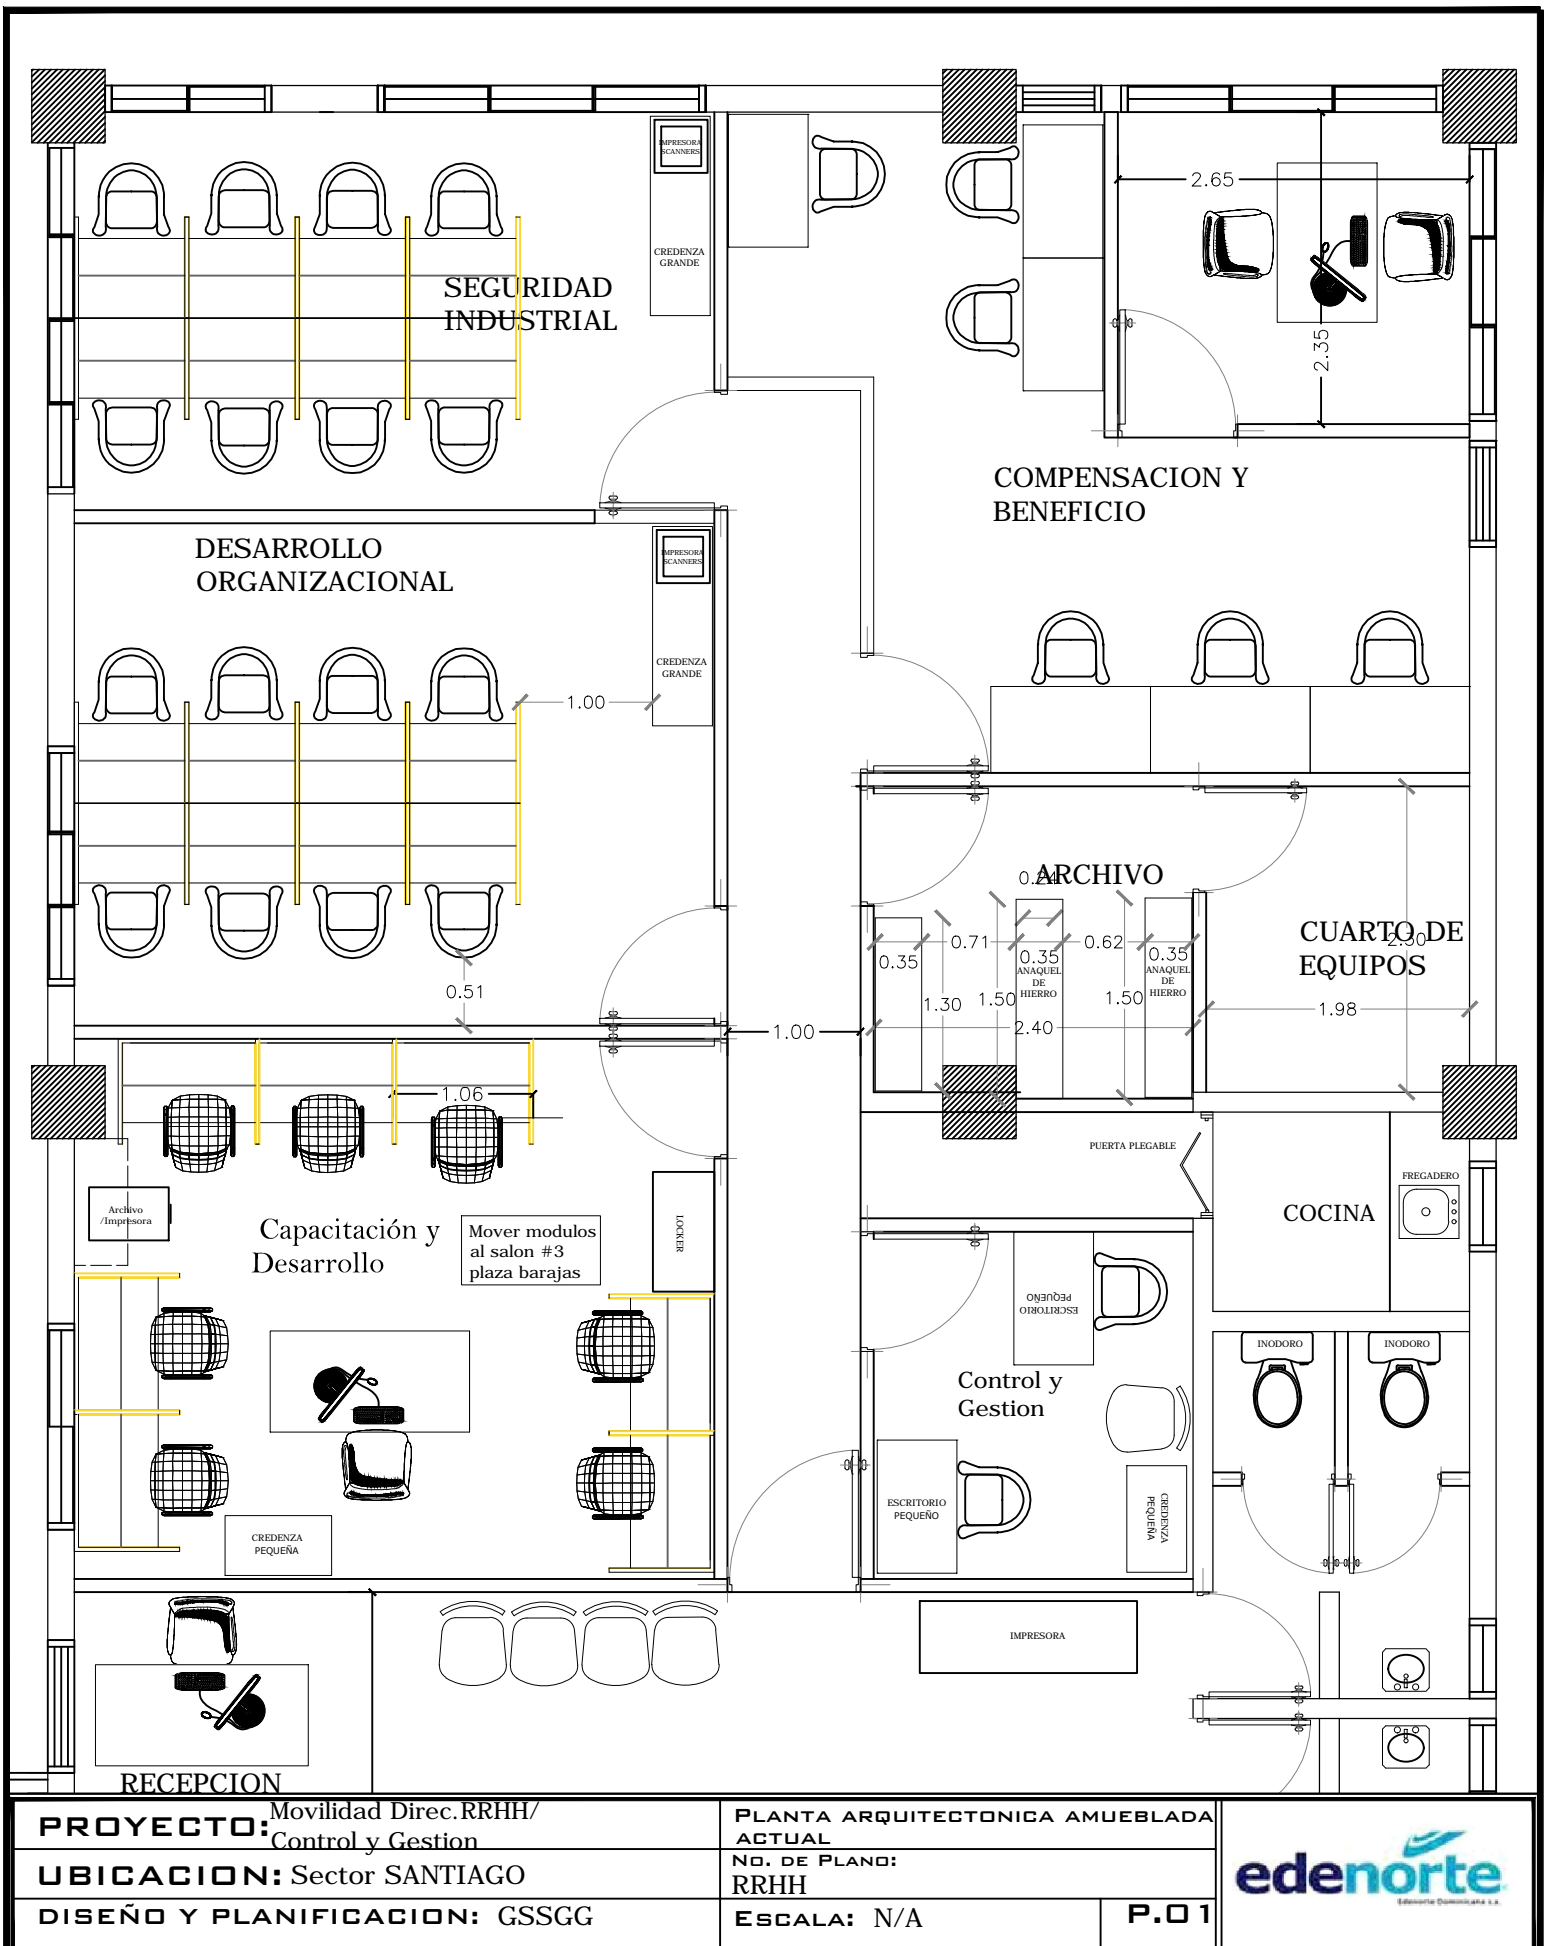 IMPRESORA
SCANNERS
CREDENZA
GRANDE
SEGURIDAD
INDUSTRIAL
2.65
2.35
COMPENSACION Y
BENEFICIO
DESARROLLO
ORGANIZACIONAL
IMPRESORA
SCANNERS
CREDENZA
GRANDE
1.00
0.51
ARCHIVO
0.24
0.71
0.62
0.35
0.35
0.35
ANAQUEL
DE
HIERRO
ANAQUEL
DE
HIERRO
1.30
1.50
1.50
2.40
CUARTO DE
EQUIPOS
2.30
1.98
1.00
1.06
PUERTA PLEGABLE
FREGADERO
COCINA
Archivo
/Impresora
Capacitación y
Desarrollo
Mover modulos
al salon #3
plaza barajas
LOCKER
ESCRITORIO
PEQUEÑO
Control y
Gestion
INODORO
INODORO
ESCRITORIO
PEQUEÑO
CREDENZA
PEQUEÑA
CREDENZA
PEQUEÑA
IMPRESORA
RECEPCION
PROYECTO: Movilidad Direc.RRHH/
Control y Gestion
UBICACION: Sector SANTIAGO
DISEÑO Y PLANIFICACION: GSSGG
PLANTA ARQUITECTONICA AMUEBLADA
ACTUAL
No. DE PLANO:
RRHH
ESCALA: N/A
P.01
edenorte
Edenorte Dominicana s.a.